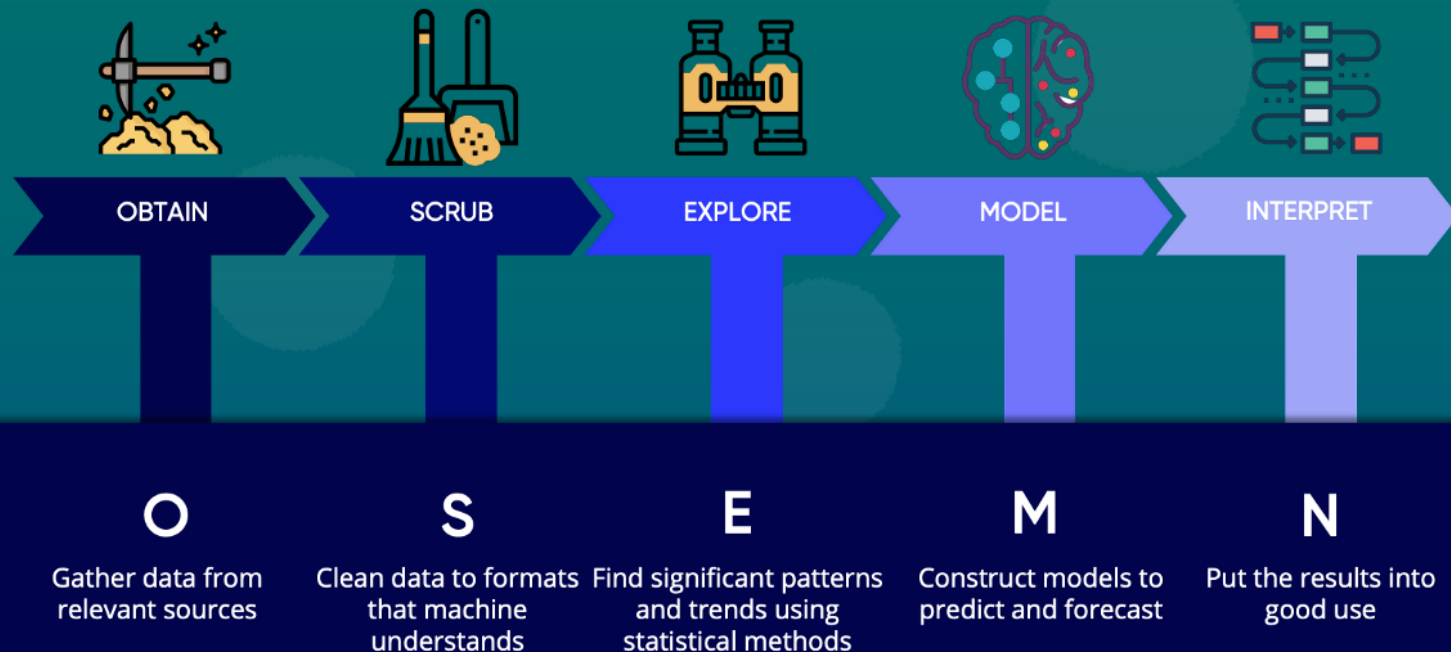 OBTAIN
SCRUB
EXPLORE
MODEL
INTERPRET
O
Gather data from
relevant sources
S
Clean data to formats
that machine
understands
E
Find significant patterns
and trends using
statistical methods
M
Construct models to
predict and forecast
N
Put the results into
good use